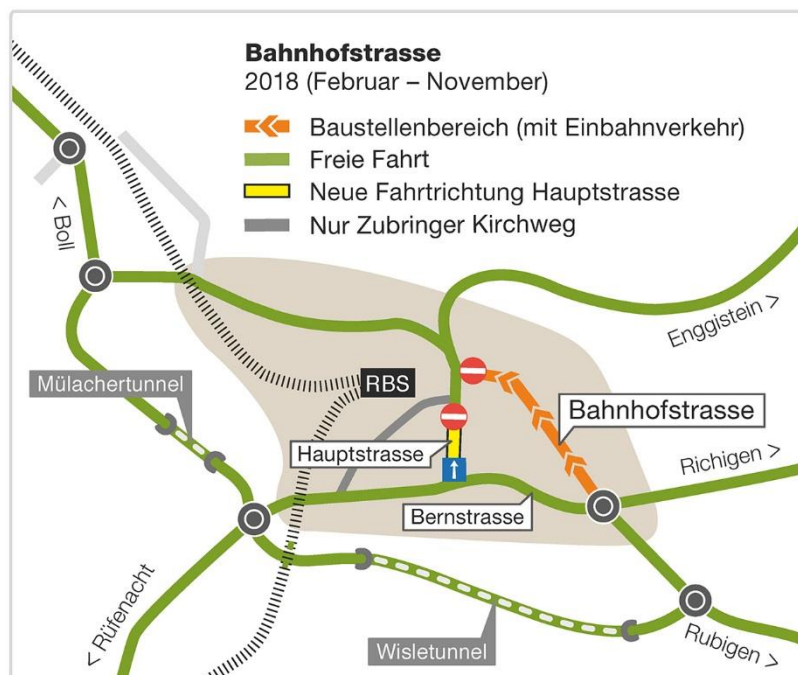 Bahnhofstrasse
2018 (Februar – November)
Baustellenbereich (mit Einbahnverkehr)
Freie Fahrt
Neue Fahrtrichtung Hauptstrasse
Nur Zubringer Kirchweg
< Boll
Enggistein >
Mülachertunnel
RBS
Bahnhofstrasse
Hauptstrasse
Richigen >
Bernstrasse
< Rüfenacht
Wisletunnel
Rubigen >